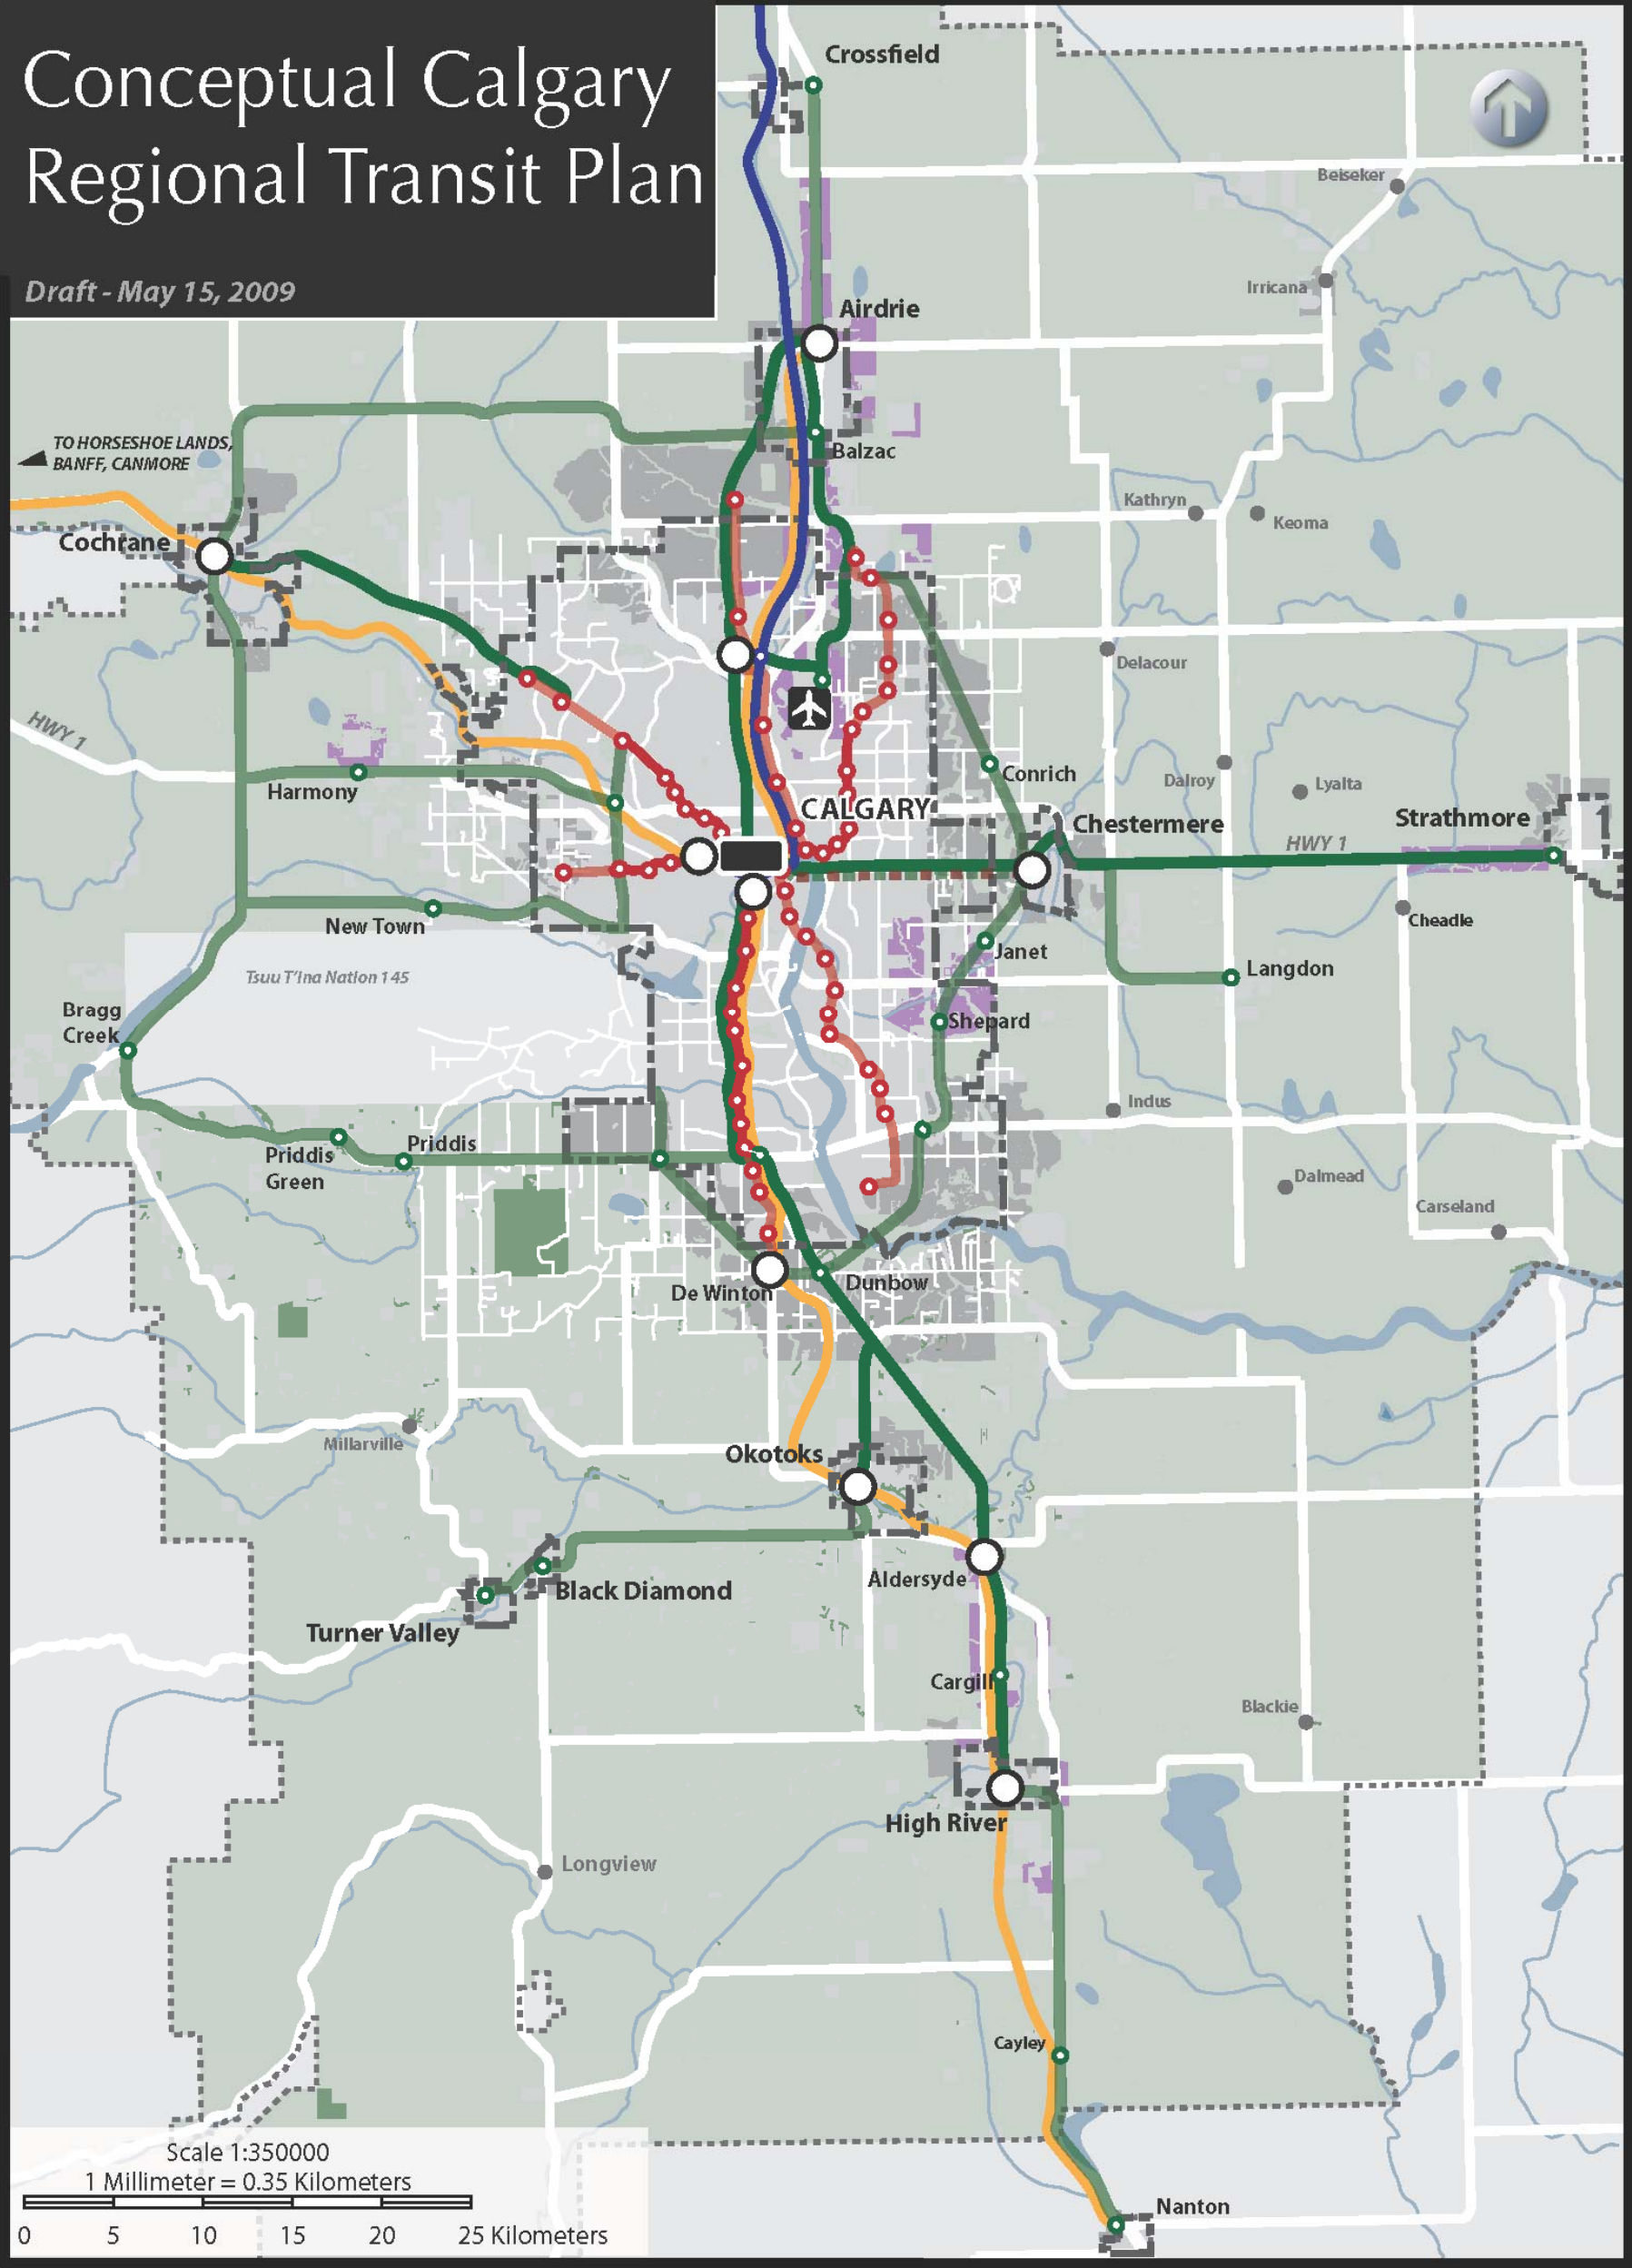 Conceptual Calgary
Regional Transit Plan
Draft - May 15, 2009
Crossfield
Beiseker
Irricana
Airdrie
TO HORSESHOE LANDS,
BANFF, CANMORE
Balzac
Kathryn
Keoma
Cochrane
Delacour
HWY 1
Conrich
Dalroy
Lyalta
Harmony
CALGARY
Chestermere
Strathmore
HWY 1
1
New Town
Cheadle
Janet
Langdon
Tsuu T'ina Nation 145
Bragg
Creek
Shepard
Indus
Priddis
Priddis
Green
Dalmead
Carseland
De Winton
Dunbow
Millarville
Okotoks
Aldersyde
Black Diamond
Turner Valley
Cargill
Blackie
High River
Longview
Cayley
Scale 1:350000
1 Millimeter = 0.35 Kilometers
0 5 10 15 20 25 Kilometers
Nanton